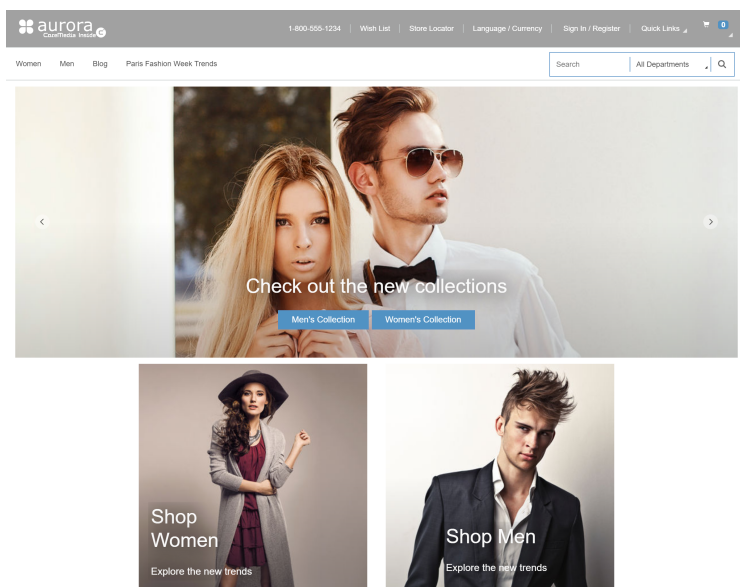 aurora
CoreMedia Inside
C
1-800-555-1234
Wish List
Store Locator
Language / Currency
Sign In / Register
Quick Links
0
Women
Men
Blog
Paris Fashion Week Trends
Search
All Departments
Check out the new collections
Men's Collection
Women's Collection
Shop
Women
Explore the new trends
Shop Men
Explore the new trends